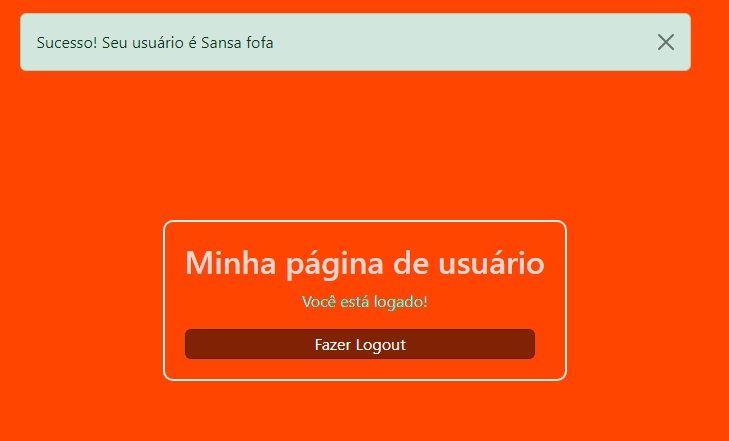 Sucesso! Seu usuário é Sansa fofa
Minha página de usuário
Você está logado!
Fazer Logout